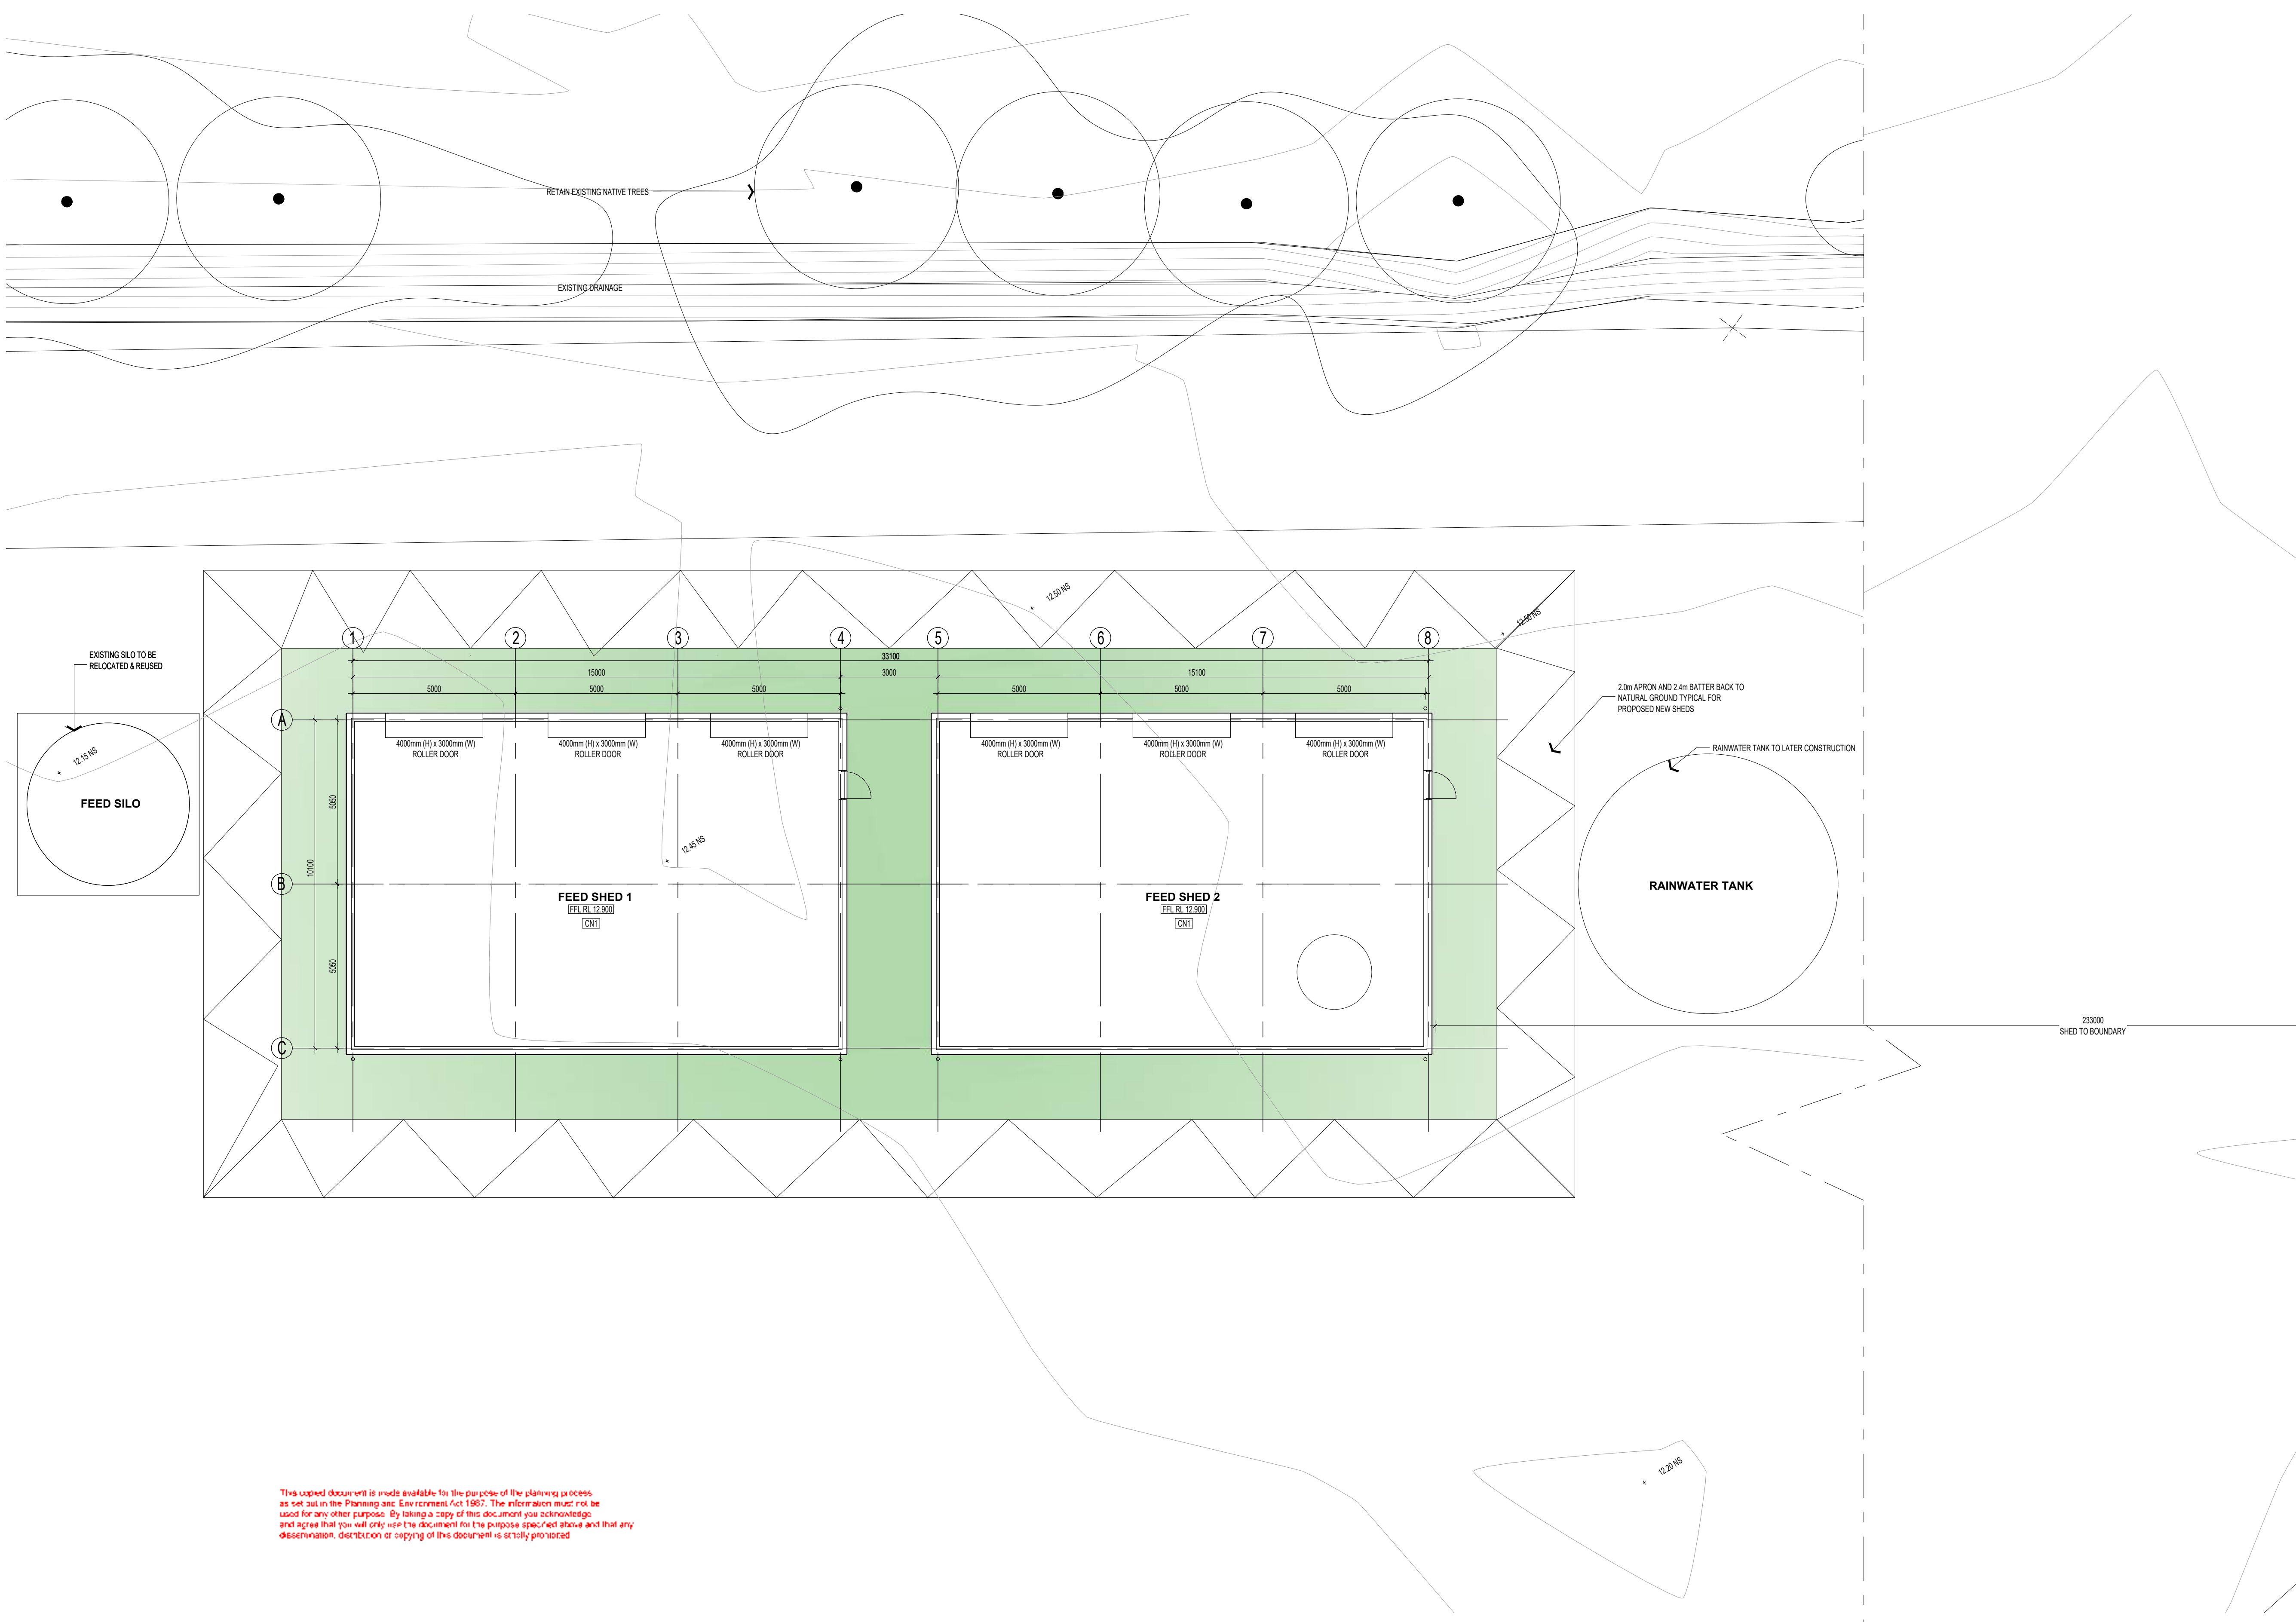 RETAIN EXISTING NATIVE TREES
EXISTING DRAINAGE
12.50 NS
12.50 NS
EXISTING SILO TO BE
RELOCATED & REUSED
1
2
3
4
5
6
7
8
33100
15000
3000
15100
5000
5000
5000
5000
5000
5000
2.0m APRON AND 2.4m BATTER BACK TO
NATURAL GROUND TYPICAL FOR
PROPOSED NEW SHEDS
A
4000mm (H) x 3000mm (W)
ROLLER DOOR
4000mm (H) x 3000mm (W)
ROLLER DOOR
4000mm (H) x 3000mm (W)
ROLLER DOOR
4000mm (H) x 3000mm (W)
ROLLER DOOR
4000mm (H) x 3000mm (W)
ROLLER DOOR
4000mm (H) x 3000mm (W)
ROLLER DOOR
RAINWATER TANK TO LATER CONSTRUCTION
12.15 NS
FEED SILO
5050
10100
12.45 NS
B
FEED SHED 1
FFL RL 12.900
CN1
FEED SHED 2
FFL RL 12.900
CN1
RAINWATER TANK
5050
C
233000
SHED TO BOUNDARY
12.20 NS
This copied document is made available for the purpose of the planning process
as set out in the Planning and Environment Act 1987. The information must not be
used for any other purpose. By taking a copy of this document you acknowledge
and agree that you will only use the document for the purpose specified above and that any
dissemination, distribution or copying of this document is strictly prohibited